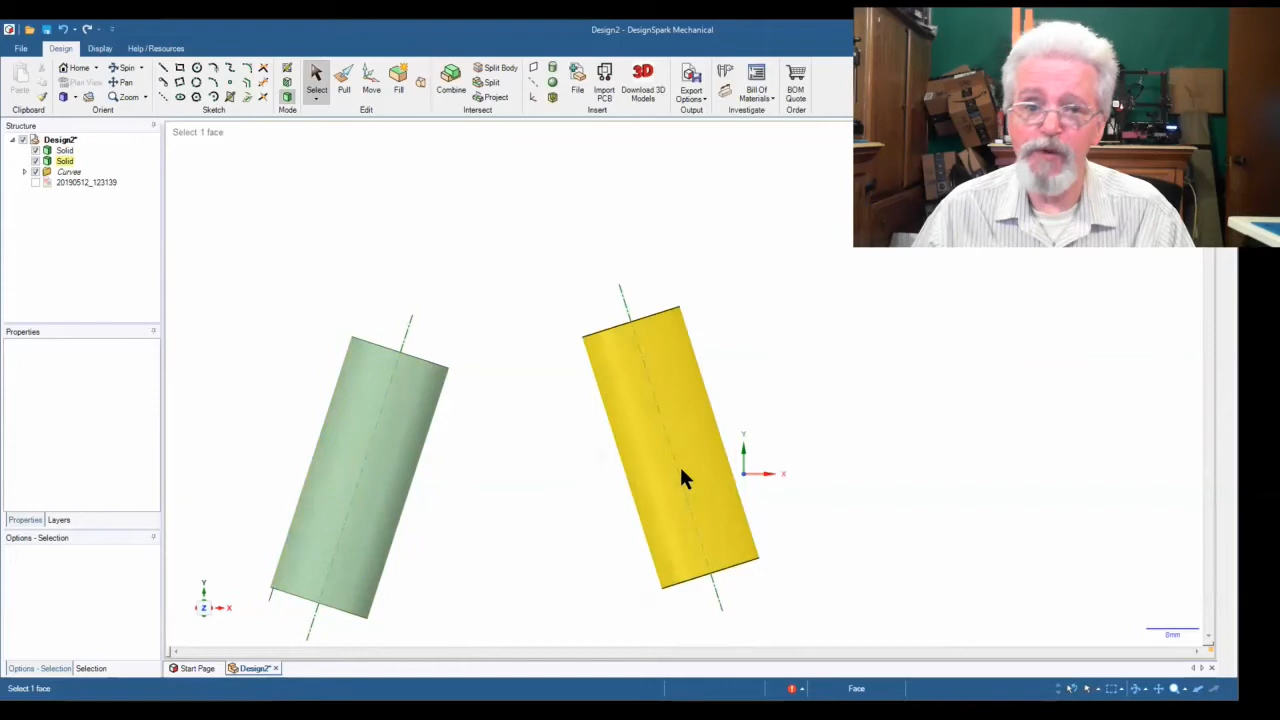 Design2 - DesignSpark Mechanical
File Design Display Help / Resources
Home Spin
Plan View Pan
Paste
Zoom
Select Pull Move Fill
Combine Split Body
Split
Project
File Import PCB Download 3D Models
Export Options Bill Of Materials BOM Quote
Clipboard Orient Sketch Mode Edit Intersect Insert Output Investigate Order
Structure
Select 1 face
Design2*
Solid
Solid
Curves
20190512_123139
Properties
Y
X
Properties Layers
Options - Selection
Y
Z X
8mm
Options - Selection Selection
Start Page Design2*
Select 1 face
Face